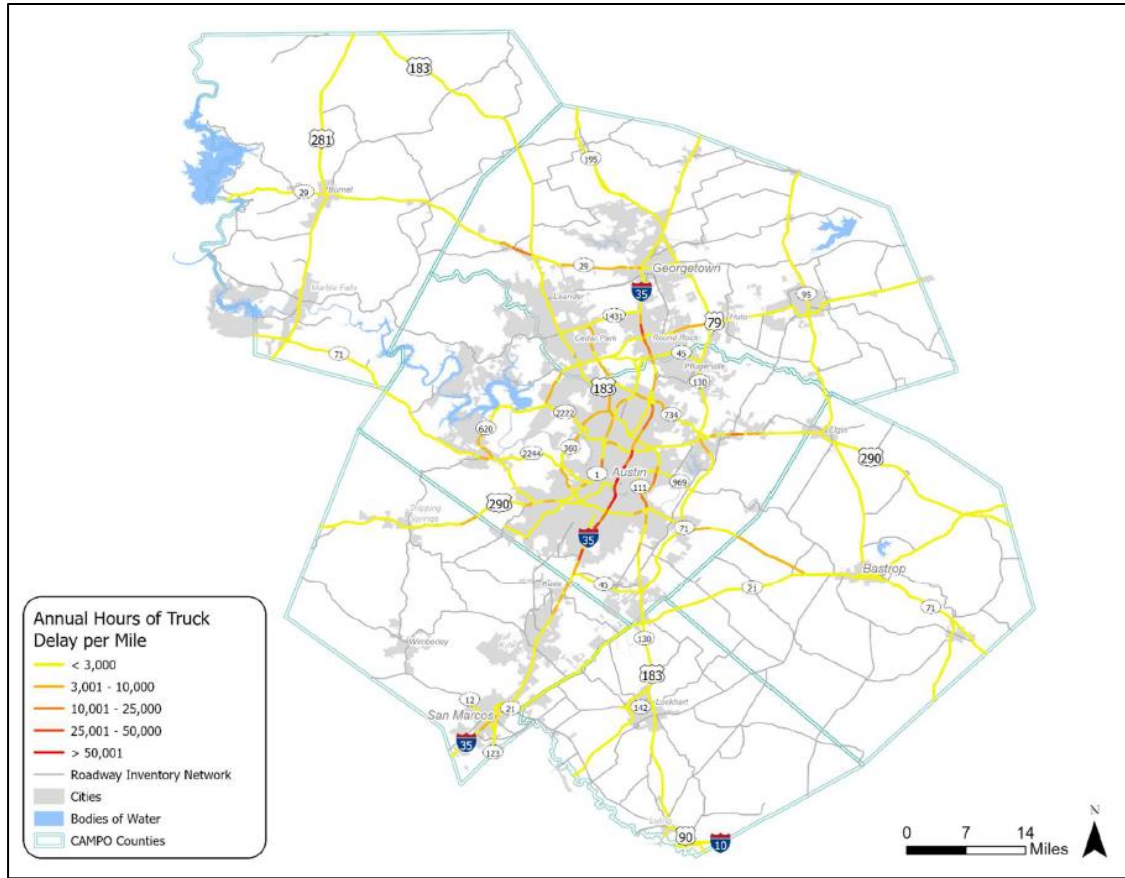 183
281
195
29
Burnet
Georgetown
29
35
95
Marble Falls
Leander
1431
79
Hutto
Cedar Park
Round Rock
71
45
Pflugerville
183
130
620
2222
734
Elgin
2244
360
290
1
Austin
111
969
290
Dripping
Springs
35
71
Bastrop
Buda
45
21
71
Wimberley
Kyle
130
183
12
21
142
Lockhart
San Marcos
35
123
Luling
90
10
Annual Hours of Truck
Delay per Mile
< 3,000
3,001 - 10,000
10,001 - 25,000
25,001 - 50,000
> 50,001
Roadway Inventory Network
Cities
Bodies of Water
CAMPO Counties
N
0 7 14
Miles